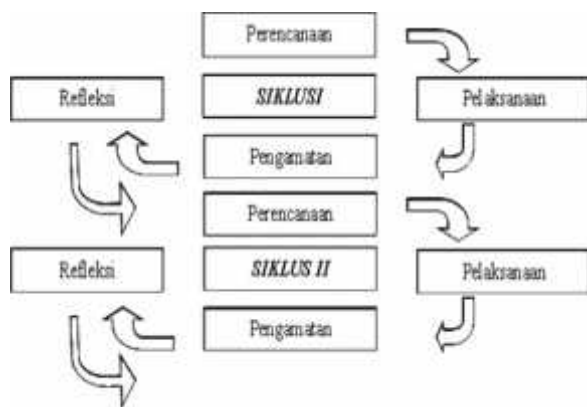 Perencanaan
Refleksi
SIKLUSI
Pelaksanaan
Pengamatan
Perencanaan
Refleksi
SIKLUS II
Pelaksanaan
Pengamatan